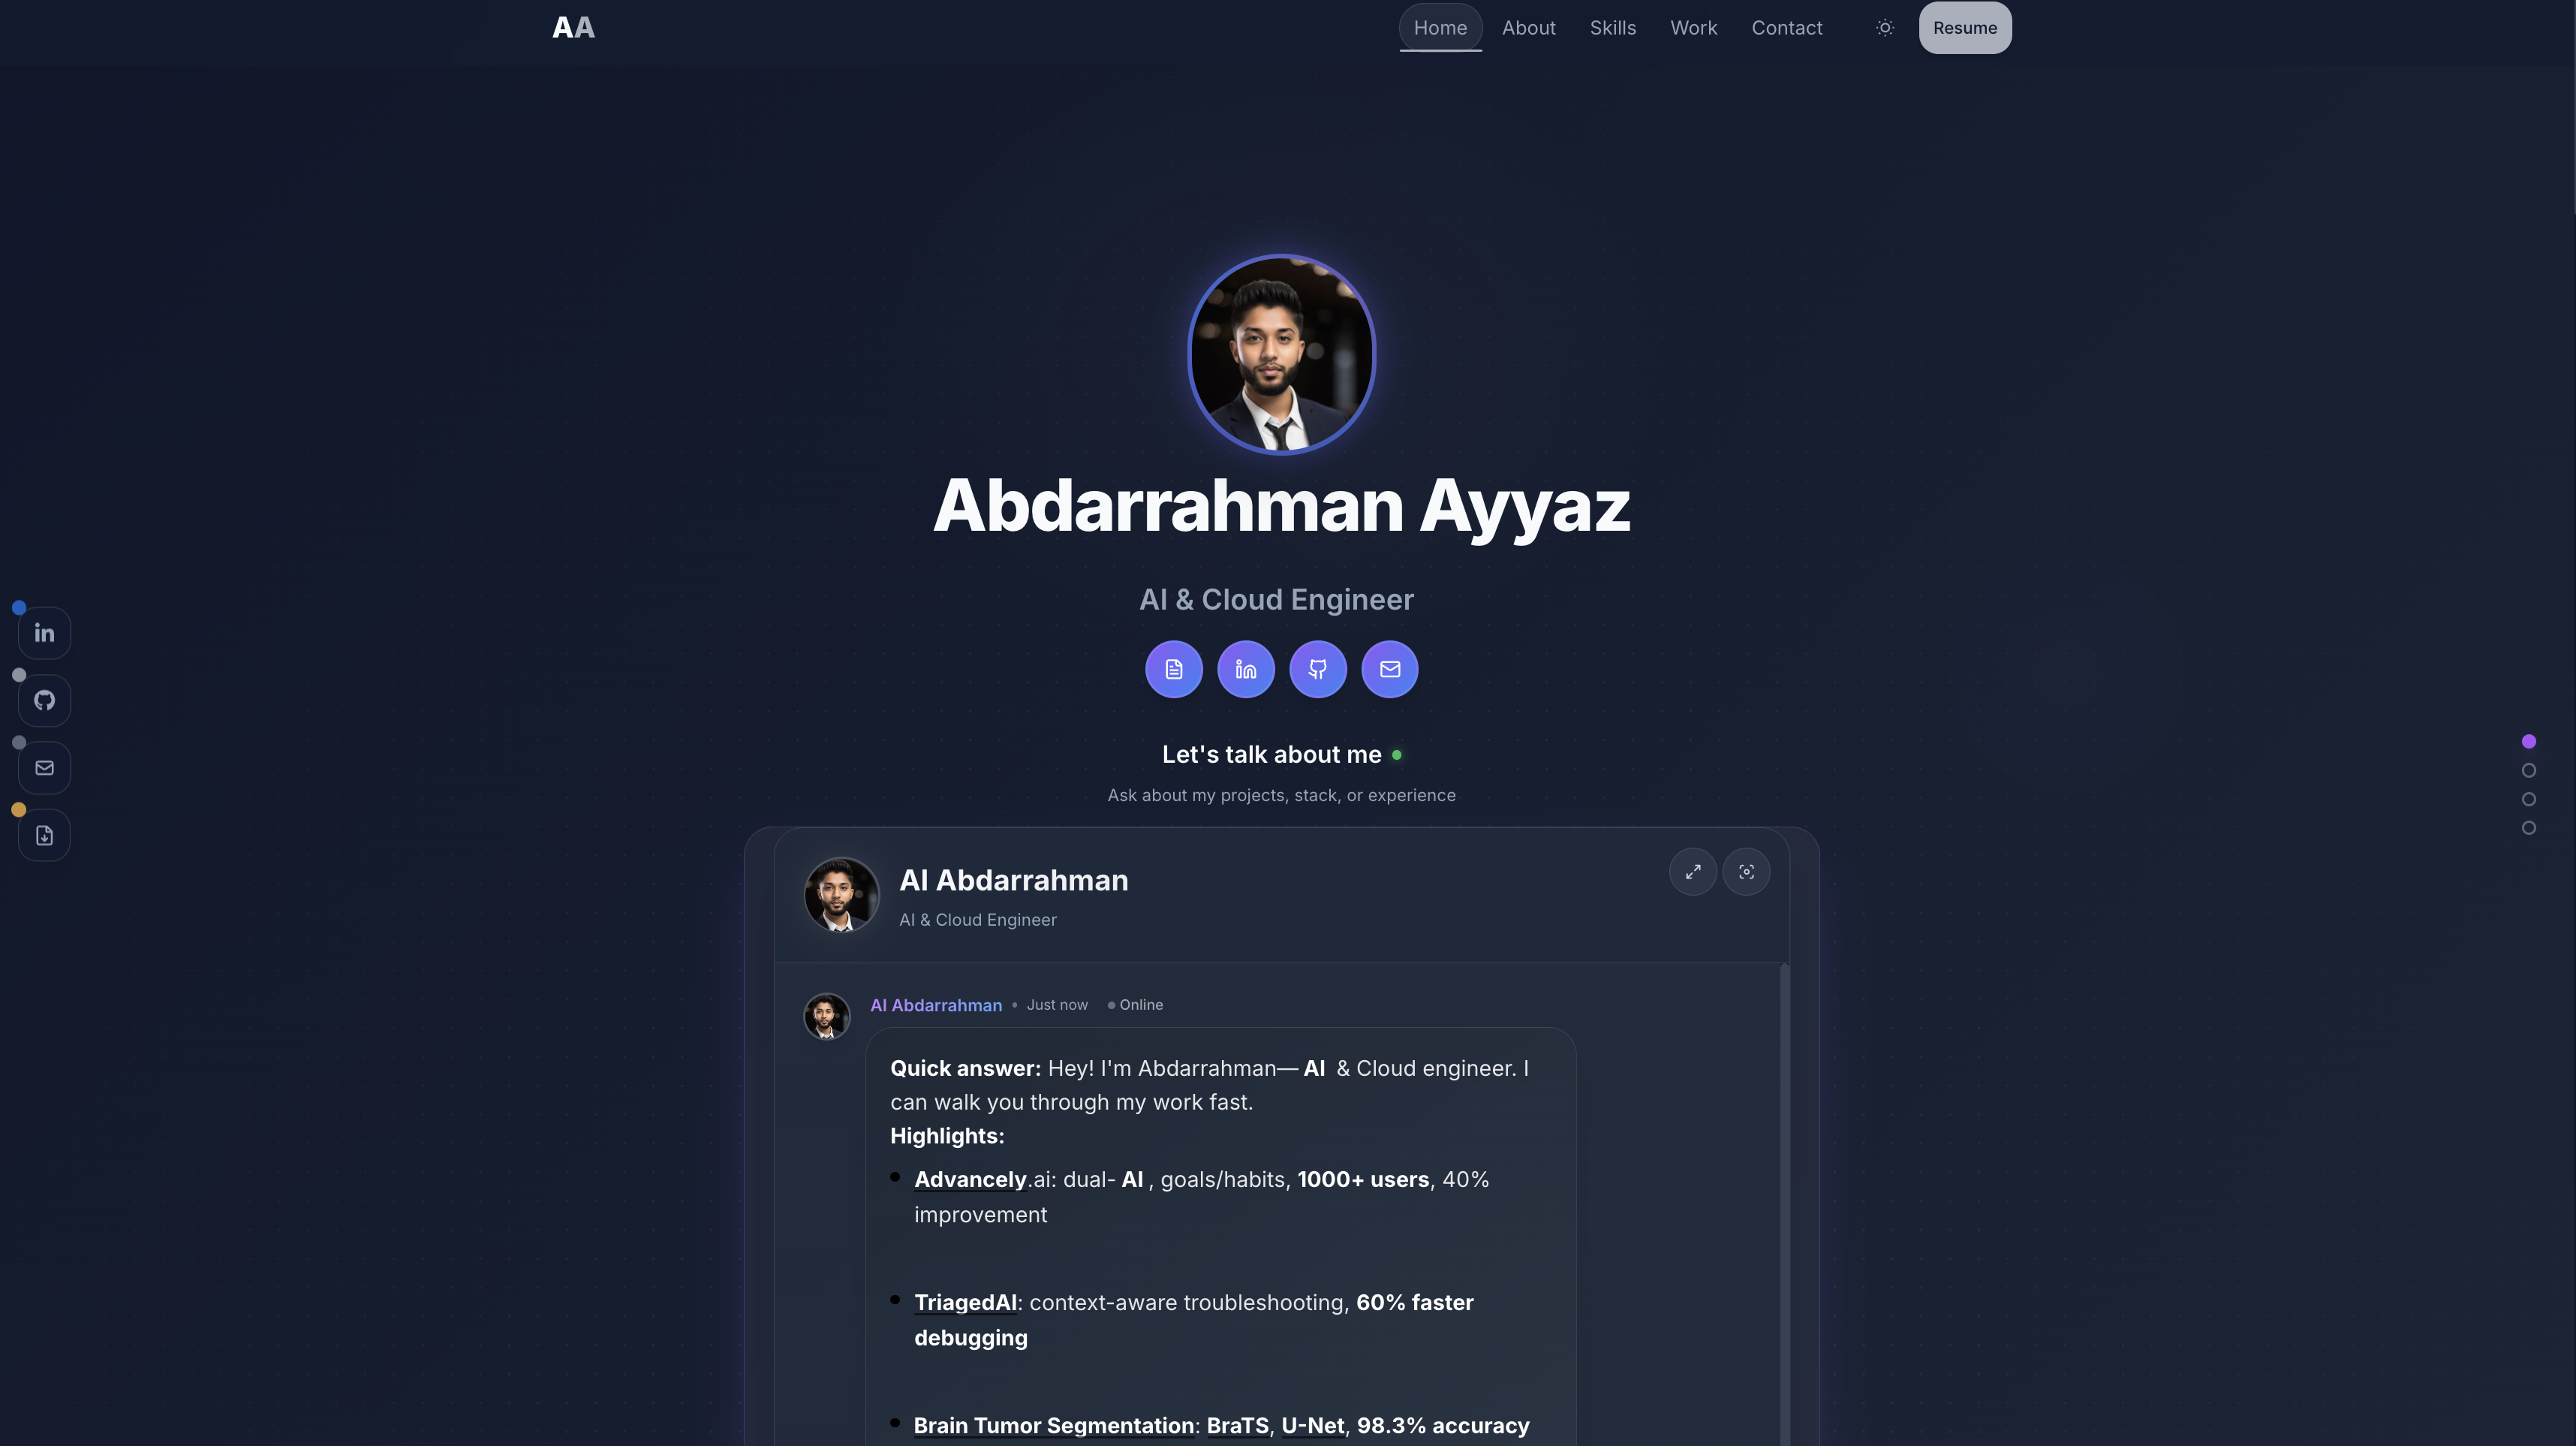 AA
Home About Skills Work Contact Resume
Abdarrahman Ayyaz
AI & Cloud Engineer
Let's talk about me
Ask about my projects, stack, or experience
AI Abdarrahman
AI & Cloud Engineer
AI Abdarrahman • Just now Online
Quick answer: Hey! I'm Abdarrahman— AI & Cloud engineer. I
can walk you through my work fast.
Highlights:
• Advancely.ai: dual- AI , goals/habits, 1000+ users, 40%
improvement
• TriagedAI: context-aware troubleshooting, 60% faster
debugging
• Brain Tumor Segmentation: BraTS, U-Net, 98.3% accuracy